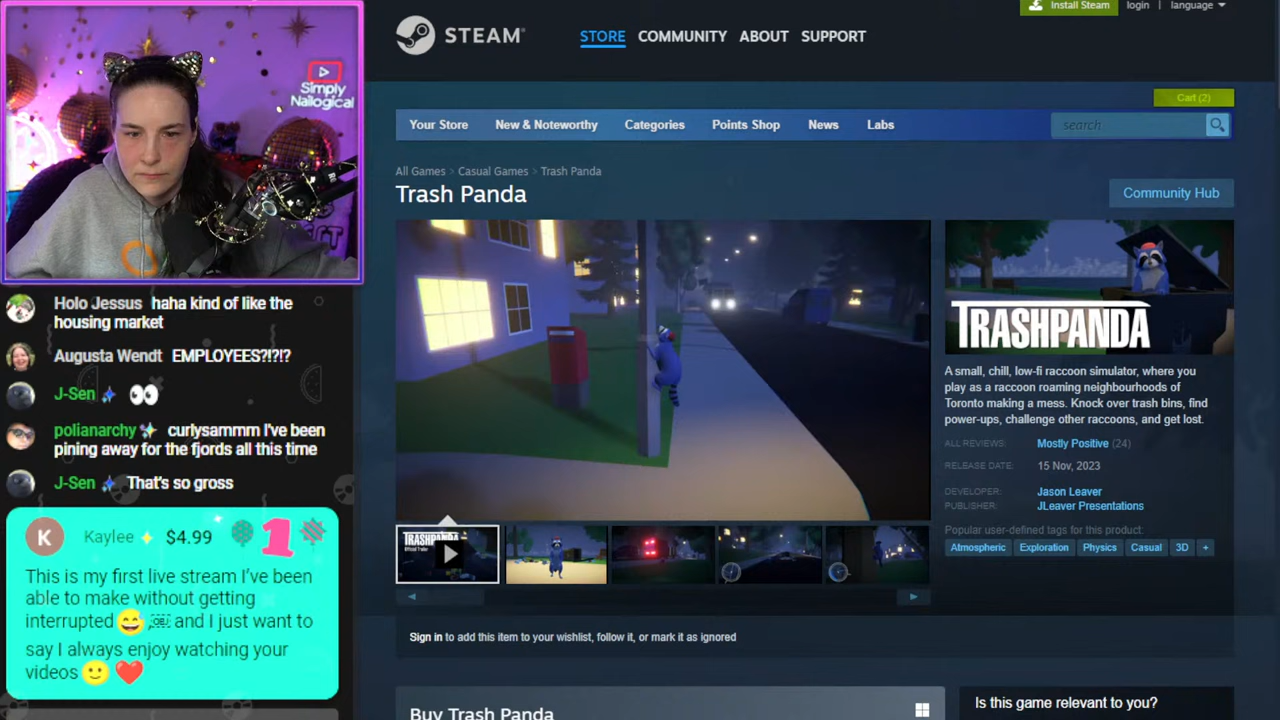 Simply
Nailogical
Holo Jessus haha kind of like the
housing market
Augusta Wendt EMPLOYEES?!?!?
J-Sen 👀
polianarchy curlysammm I've been
pining away for the fjords all this time
J-Sen That's so gross
K Kaylee $4.99 1
This is my first live stream I've been
able to make without getting
interrupted 😅 and I just want to
say I always enjoy watching your
videos 🙂 ❤️
Install Steam login | language
STEAM®
STORE COMMUNITY ABOUT SUPPORT
Cart (2)
Your Store New & Noteworthy Categories Points Shop News Labs search
All Games > Casual Games > Trash Panda
Trash Panda
Community Hub
TRASHPANDA
A small, chill, low-fi raccoon simulator, where you
play as a raccoon roaming neighbourhoods of
Toronto making a mess. Knock over trash bins, find
power-ups, challenge other raccoons, and get lost.
ALL REVIEWS: Mostly Positive (24)
RELEASE DATE: 15 Nov, 2023
DEVELOPER: Jason Leaver
PUBLISHER: JLeaver Presentations
Popular user-defined tags for this product:
Atmospheric Exploration Physics Casual 3D +
TRASHPANDA
Sign in to add this item to your wishlist, follow it, or mark it as ignored
Buy Trash Panda
Is this game relevant to you?